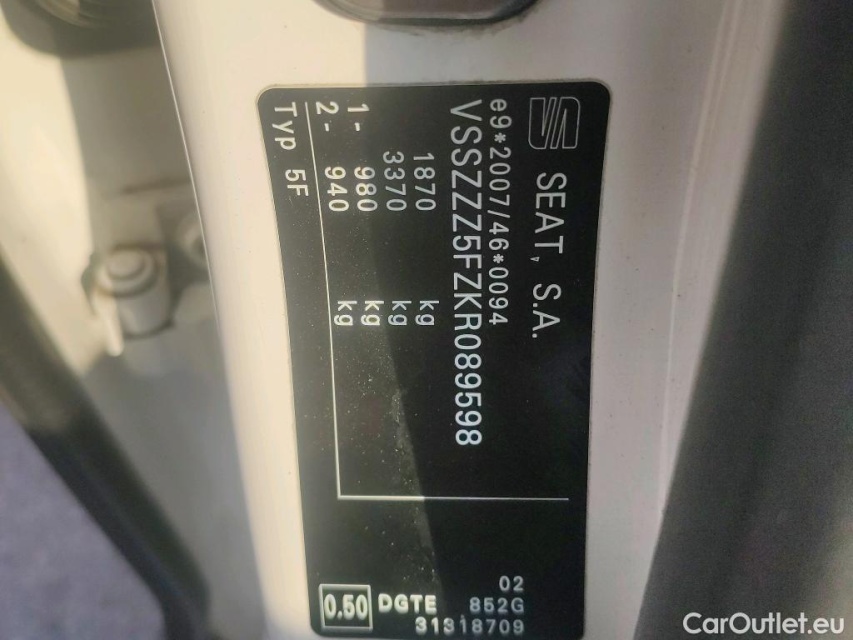 SEAT, S.A.
e9*2007/46*0094
VSSZZZ5FZKR089598
1870 kg
3370 kg
1- 980 kg
2- 940 kg
Typ 5F
02
852G
31318709
0.50 DGTE
CarOutlet.eu